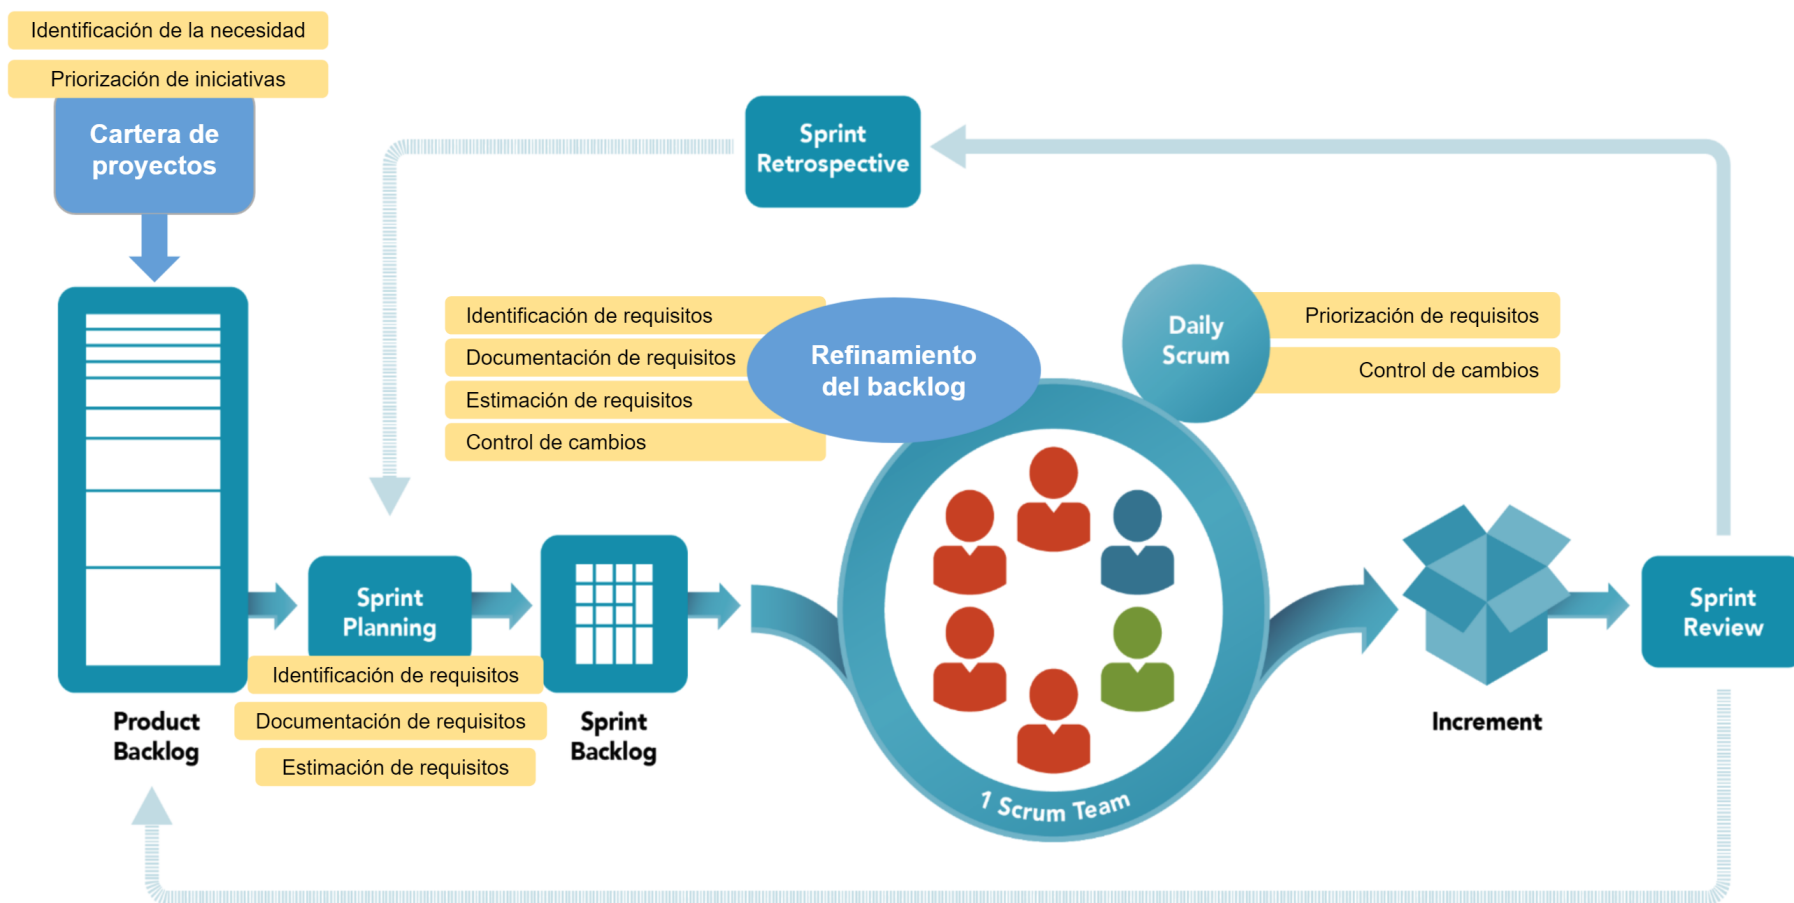 Identificación de la necesidad
Priorización de iniciativas
Cartera de
proyectos
Sprint
Retrospective
Identificación de requisitos
Documentación de requisitos
Estimación de requisitos
Control de cambios
Refinamiento
del backlog
Daily
Scrum
Priorización de requisitos
Control de cambios
Sprint
Planning
Identificación de requisitos
Documentación de requisitos
Estimación de requisitos
Product
Backlog
Sprint
Backlog
1 Scrum Team
Increment
Sprint
Review